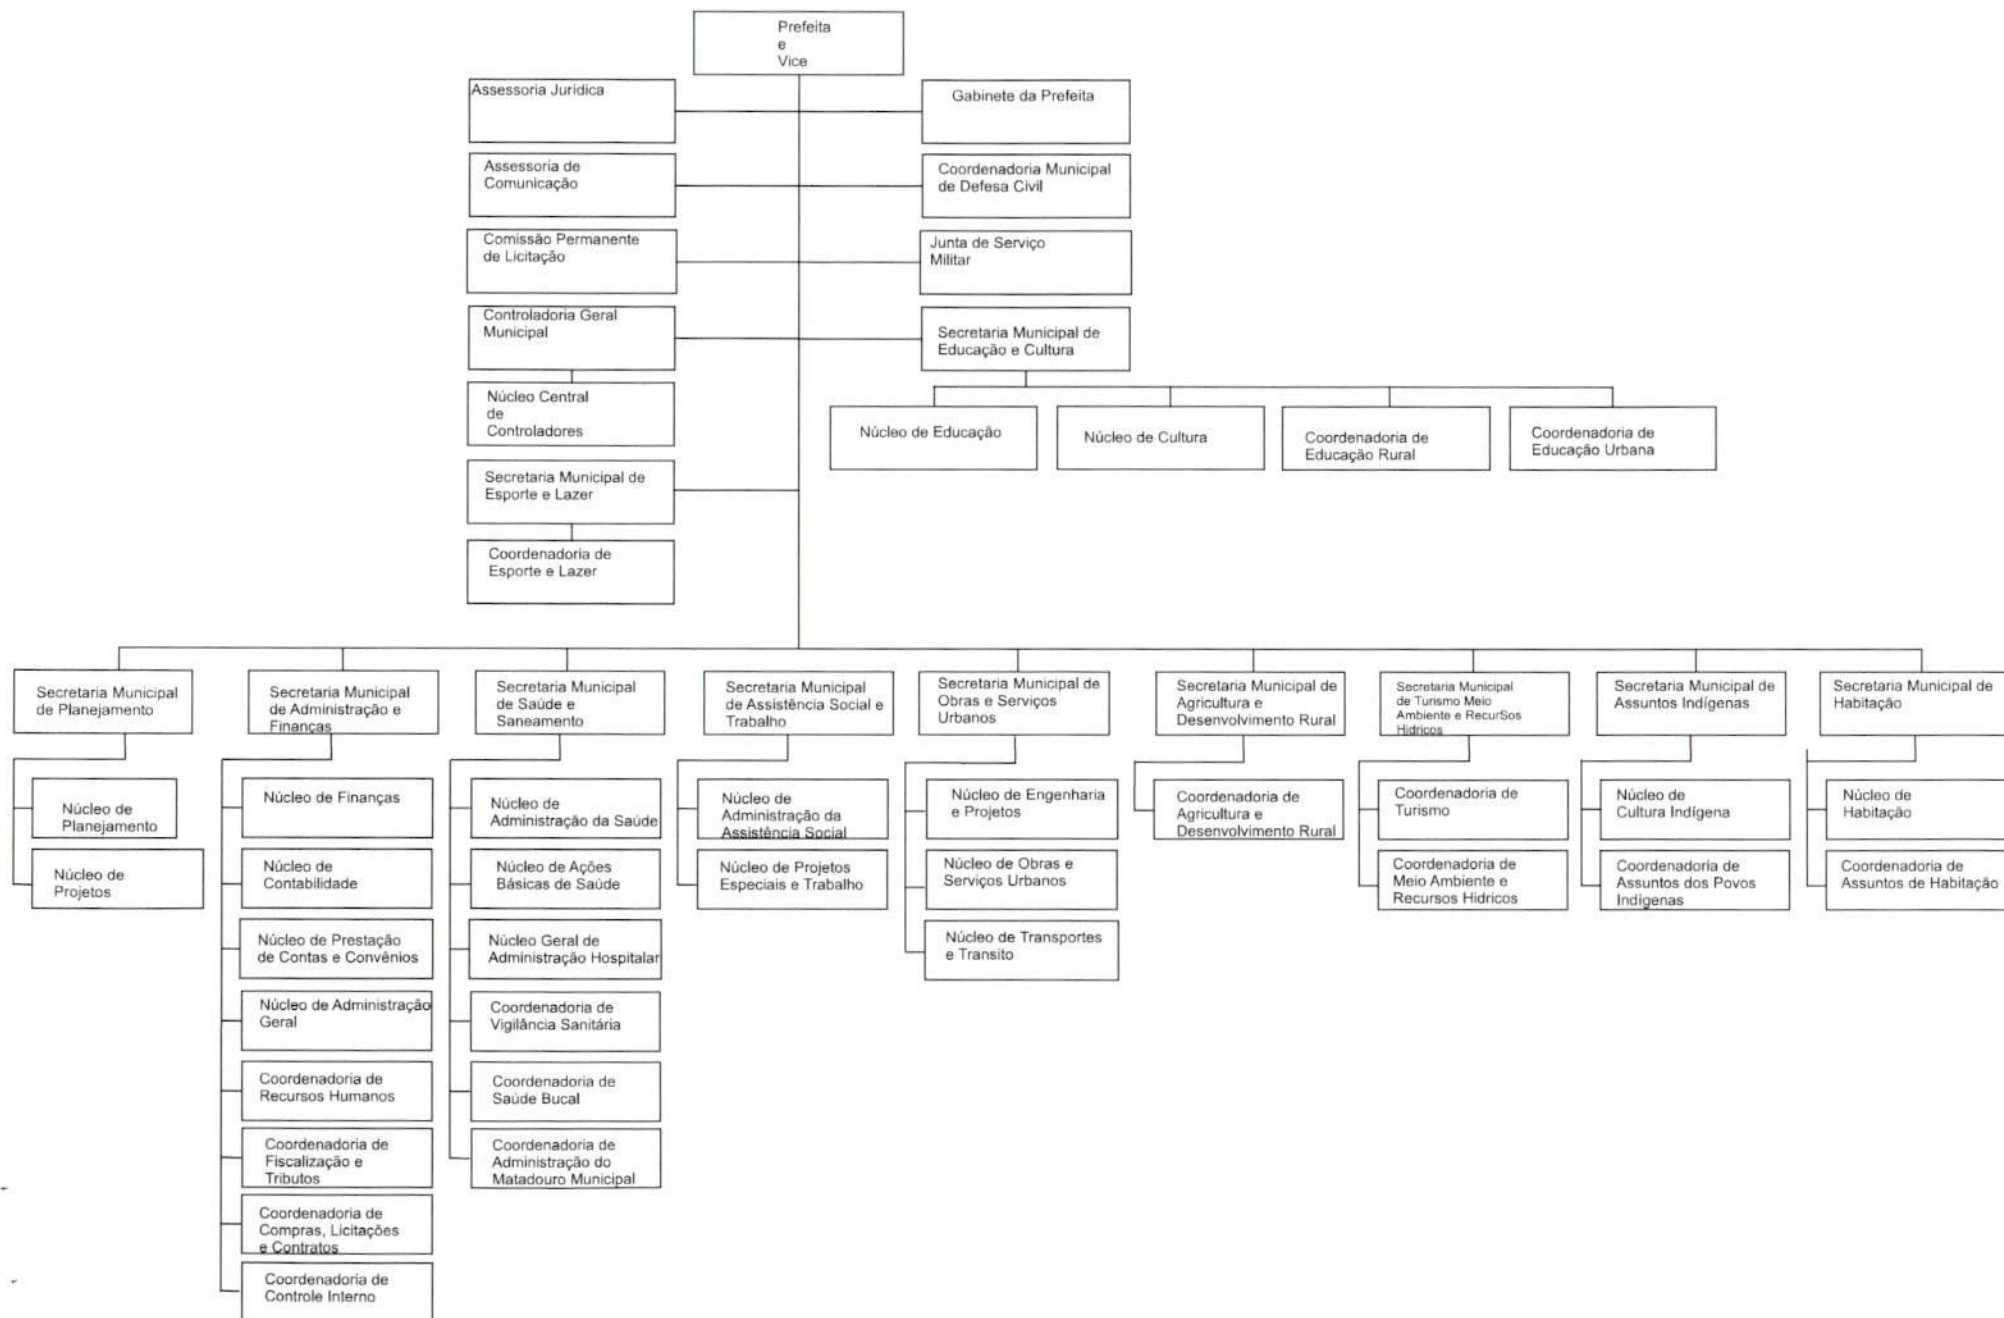 Prefeita
e
Vice
Assessoria Jurídica
Gabinete da Prefeita
Assessoria de
Comunicação
Coordenadoria Municipal
de Defesa Civil
Comissão Permanente
de Licitação
Junta de Serviço
Militar
Controladoria Geral
Municipal
Secretaria Municipal de
Educação e Cultura
Núcleo Central
de
Controladores
Núcleo de Educação
Núcleo de Cultura
Coordenadoria de
Educação Rural
Coordenadoria de
Educação Urbana
Secretaria Municipal de
Esporte e Lazer
Coordenadoria de
Esporte e Lazer
Secretaria Municipal
de Planejamento
Secretaria Municipal
de Administração e
Finanças
Secretaria Municipal
de Saúde e
Saneamento
Secretaria Municipal
de Assistência Social e
Trabalho
Secretaria Municipal de
Obras e Serviços
Urbanos
Secretaria Municipal de
Agricultura e
Desenvolvimento Rural
Secretaria Municipal
de Turismo Meio
Ambiente e RecurSos
Hidricos
Secretaria Municipal de
Assuntos Indígenas
Secretaria Municipal de
Habitação
Núcleo de
Planejamento
Núcleo de
Projetos
Núcleo de Finanças
Núcleo de
Contabilidade
Núcleo de Prestação
de Contas e Convênios
Núcleo de Administração
Geral
Coordenadoria de
Recursos Humanos
Coordenadoria de
Fiscalização e
Tributos
Coordenadoria de
Compras, Licitações
e Contratos
Coordenadoria de
Controle Interno
Núcleo de
Administração da Saúde
Núcleo de Ações
Básicas de Saúde
Núcleo Geral de
Administração Hospitalar
Coordenadoria de
Vigilância Sanitária
Coordenadoria de
Saúde Bucal
Coordenadoria de
Administração do
Matadouro Municipal
Núcleo de
Administração da
Assistência Social
Núcleo de Projetos
Especiais e Trabalho
Núcleo de Engenharia
e Projetos
Núcleo de Obras e
Serviços Urbanos
Núcleo de Transportes
e Transito
Coordenadoria de
Agricultura e
Desenvolvimento Rural
Coordenadoria de
Turismo
Coordenadoria de
Meio Ambiente e
Recursos Hidricos
Núcleo de
Cultura Indígena
Coordenadoria de
Assuntos dos Povos
Indígenas
Núcleo de
Habitação
Coordenadoria de
Assuntos de Habitação